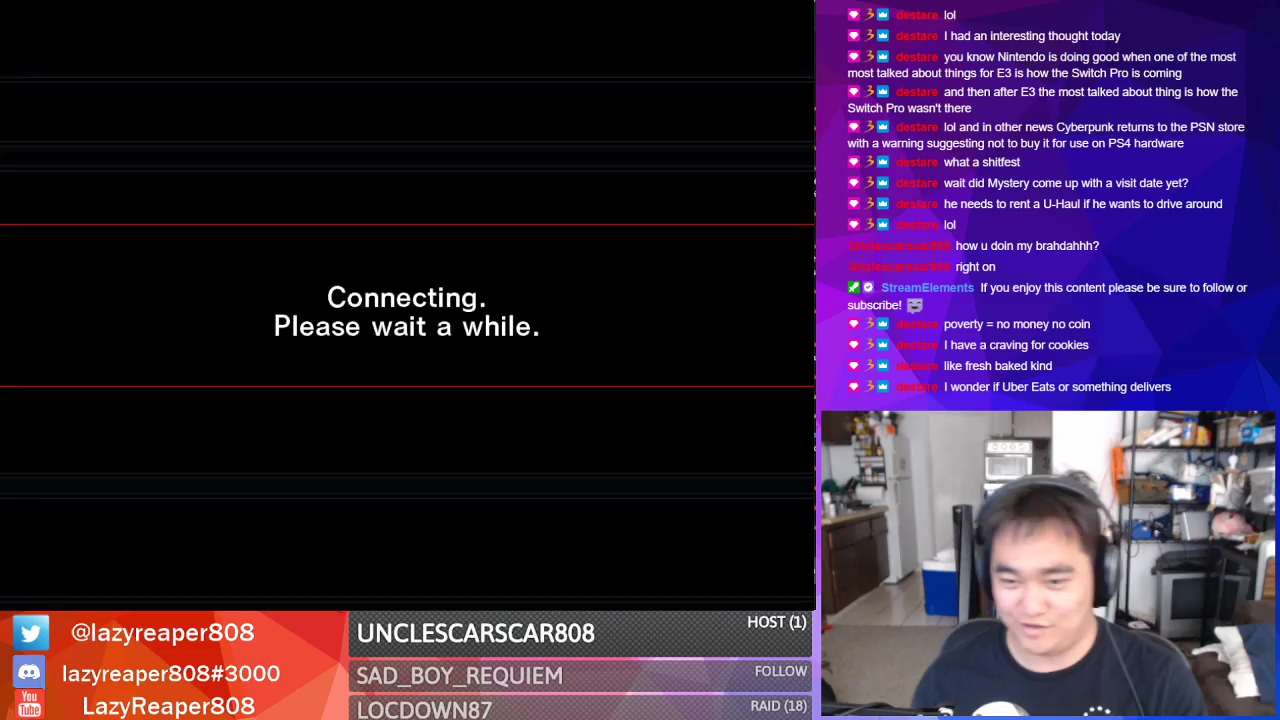 destare lol
destare I had an interesting thought today
destare you know Nintendo is doing good when one of the most
most talked about things for E3 is how the Switch Pro is coming
destare and then after E3 the most talked about thing is how the
Switch Pro wasn't there
destare lol and in other news Cyberpunk returns to the PSN store
with a warning suggesting not to buy it for use on PS4 hardware
destare what a shitfest
destare wait did Mystery come up with a visit date yet?
destare he needs to rent a U-Haul if he wants to drive around
destare lol
Unclescarscar808 how u doin my brahdahhh?
Unclescarscar808 right on
StreamElements If you enjoy this content please be sure to follow or
subscribe!
destare poverty = no money no coin
destare I have a craving for cookies
destare like fresh baked kind
destare I wonder if Uber Eats or something delivers
Connecting.
Please wait a while.
@lazyreaper808
lazyreaper808#3000
You
Tube
LazyReaper808
UNCLESCARSCAR808 HOST (1)
SAD_BOY_REQUIEM FOLLOW
LOCDOWN87 RAID (18)